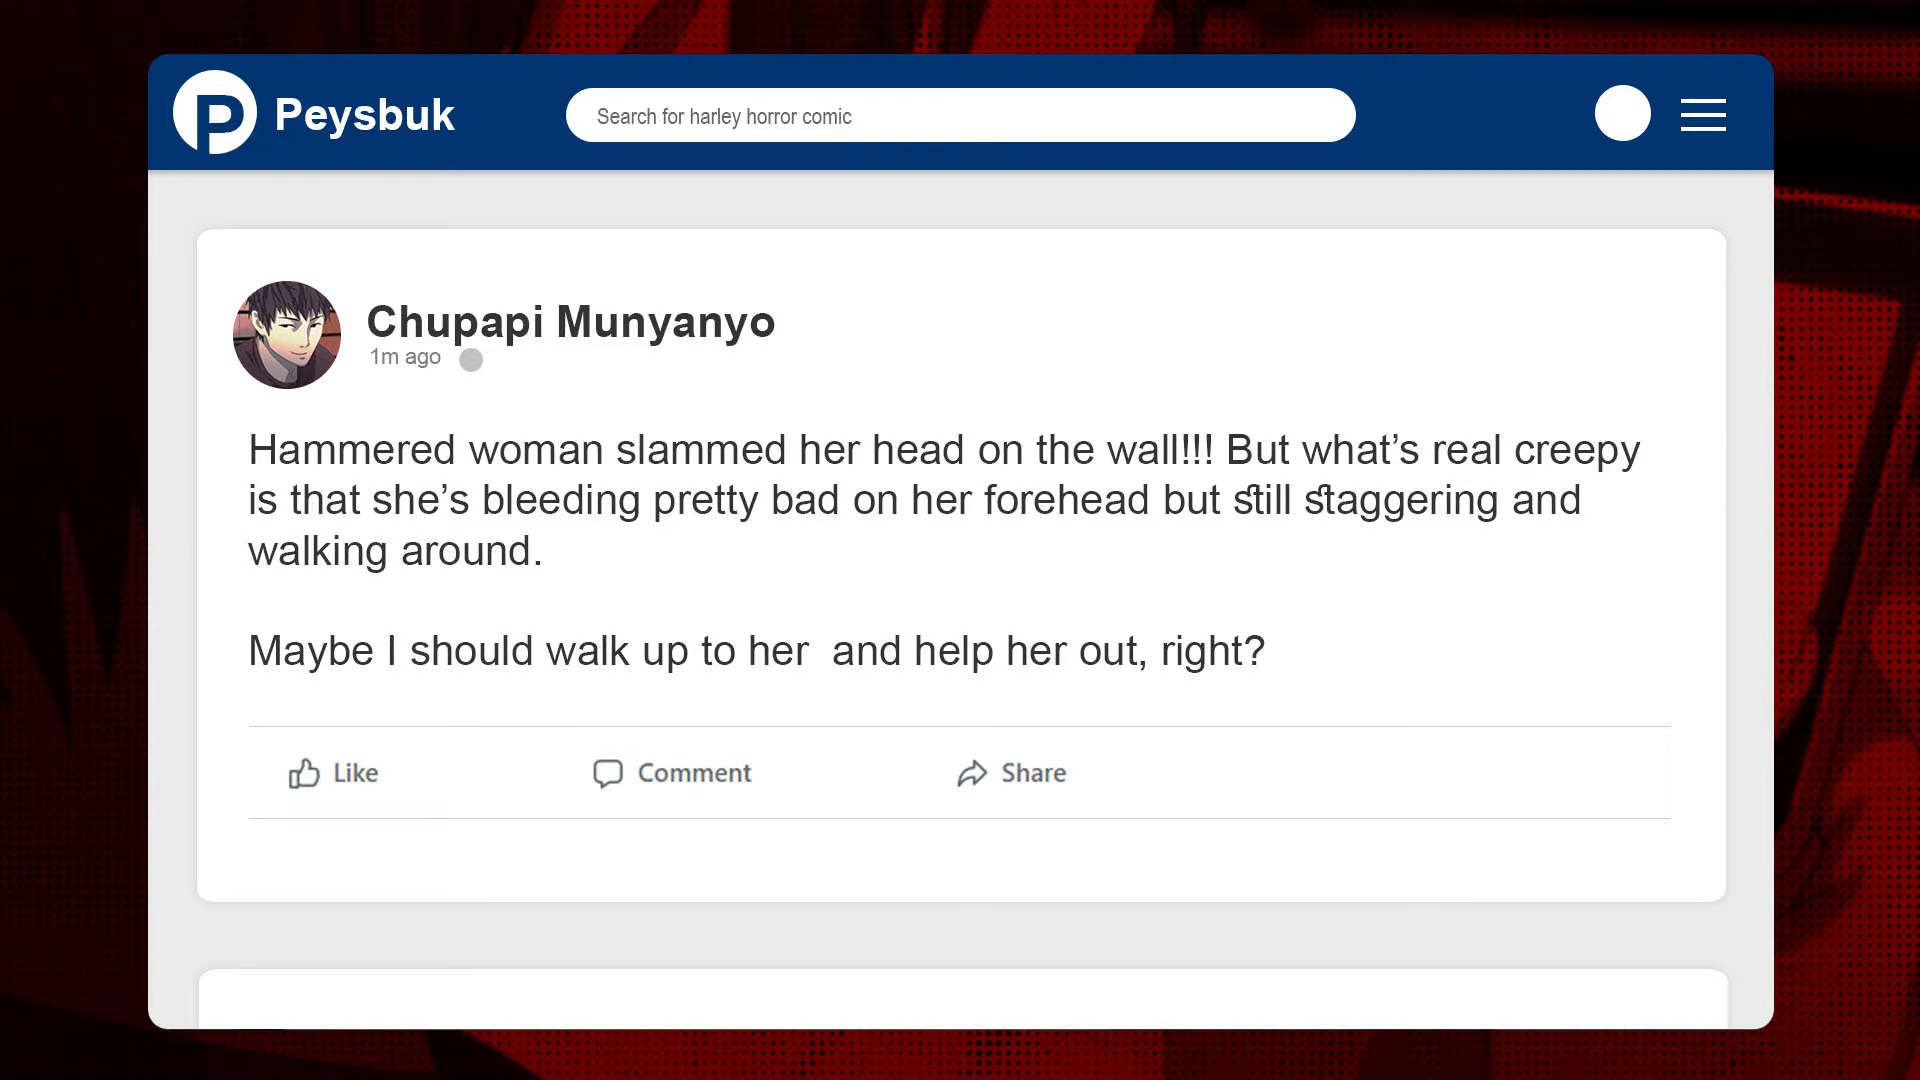 Peysbuk
Search for harley horror comic
Chupapi Munyanyo
1m ago
Hammered woman slammed her head on the wall!!! But what’s real creepy
is that she’s bleeding pretty bad on her forehead but still staggering and
walking around.
Maybe I should walk up to her  and help her out, right?
Like
Comment
Share